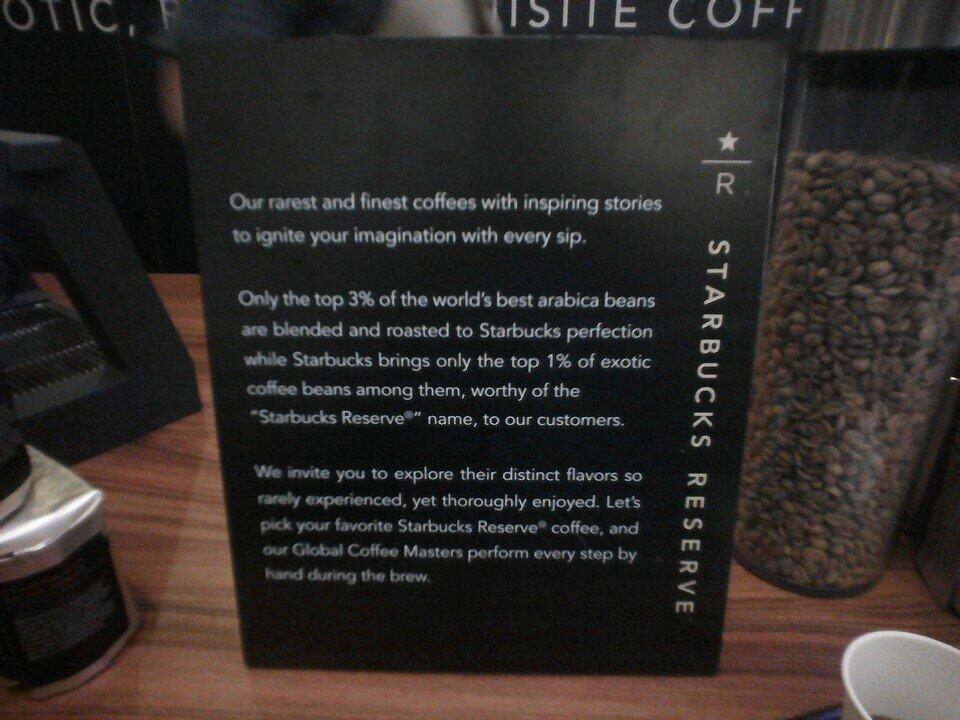 OTIC,
ISITE COFF
★
R
STARBUCKS RESERVE
Our rarest and finest coffees with inspiring stories
to ignite your imagination with every sip.
Only the top 3% of the world's best arabica beans
are blended and roasted to Starbucks perfection
while Starbucks brings only the top 1% of exotic
coffee beans among them, worthy of the
"Starbucks Reserve®" name, to our customers.
We invite you to explore their distinct flavors so
rarely experienced, yet thoroughly enjoyed. Let's
pick your favorite Starbucks Reserve® coffee, and
our Global Coffee Masters perform every step by
hand during the brew.